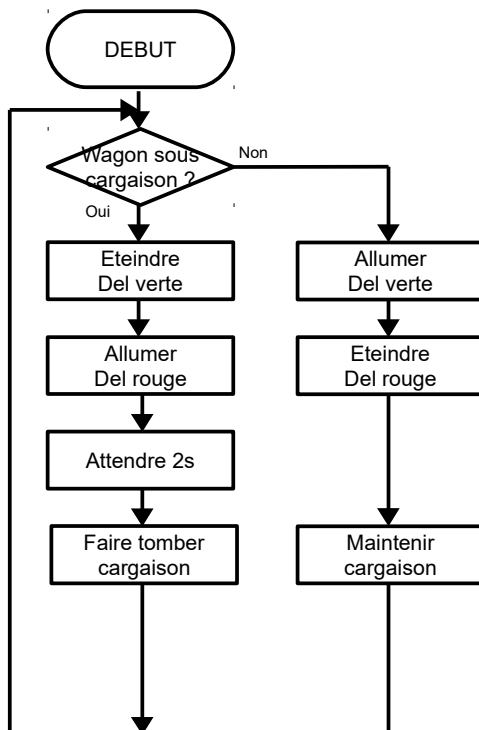 DEBUT
Wagon sous
cargaison ?
Non
Oui
Eteindre
Del verte
Allumer
Del verte
Allumer
Del rouge
Eteindre
Del rouge
Attendre 2s
Faire tomber
cargaison
Maintenir
cargaison